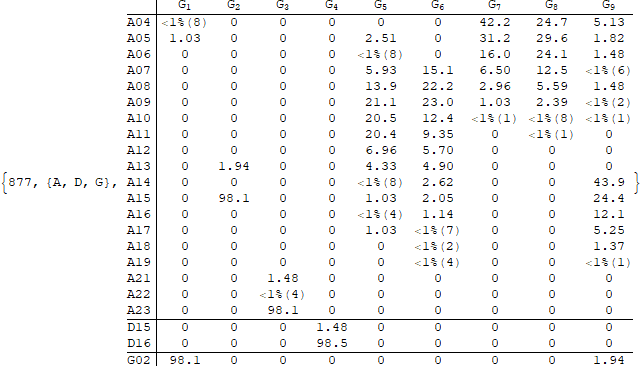 G1 G2 G3 G4 G5 G6 G7 G8 G9
A04 <1%(8) 0 0 0 0 0 42.2 24.7 5.13
A05 1.03 0 0 0 2.51 0 31.2 29.6 1.82
A06 0 0 0 0 <1%(8) 0 16.0 24.1 1.48
A07 0 0 0 0 5.93 15.1 6.50 12.5 <1%(6)
A08 0 0 0 0 13.9 22.2 2.96 5.59 1.48
A09 0 0 0 0 21.1 23.0 1.03 2.39 <1%(2)
A10 0 0 0 0 20.5 12.4 <1%(1) <1%(8) <1%(1)
A11 0 0 0 0 20.4 9.35 0 <1%(1) 0
A12 0 0 0 0 6.96 5.70 0 0 0
A13 0 1.94 0 0 4.33 4.90 0 0 0
{877, {A, D, G}, A14 0 0 0 0 <1%(8) 2.62 0 0 43.9 }
A15 0 98.1 0 0 1.03 2.05 0 0 24.4
A16 0 0 0 0 <1%(4) 1.14 0 0 12.1
A17 0 0 0 0 1.03 <1%(7) 0 0 5.25
A18 0 0 0 0 0 <1%(2) 0 0 1.37
A19 0 0 0 0 0 <1%(4) 0 0 <1%(1)
A21 0 0 1.48 0 0 0 0 0 0
A22 0 0 <1%(4) 0 0 0 0 0 0
A23 0 0 98.1 0 0 0 0 0 0
D15 0 0 0 1.48 0 0 0 0 0
D16 0 0 0 98.5 0 0 0 0 0
G02 98.1 0 0 0 0 0 0 0 1.94